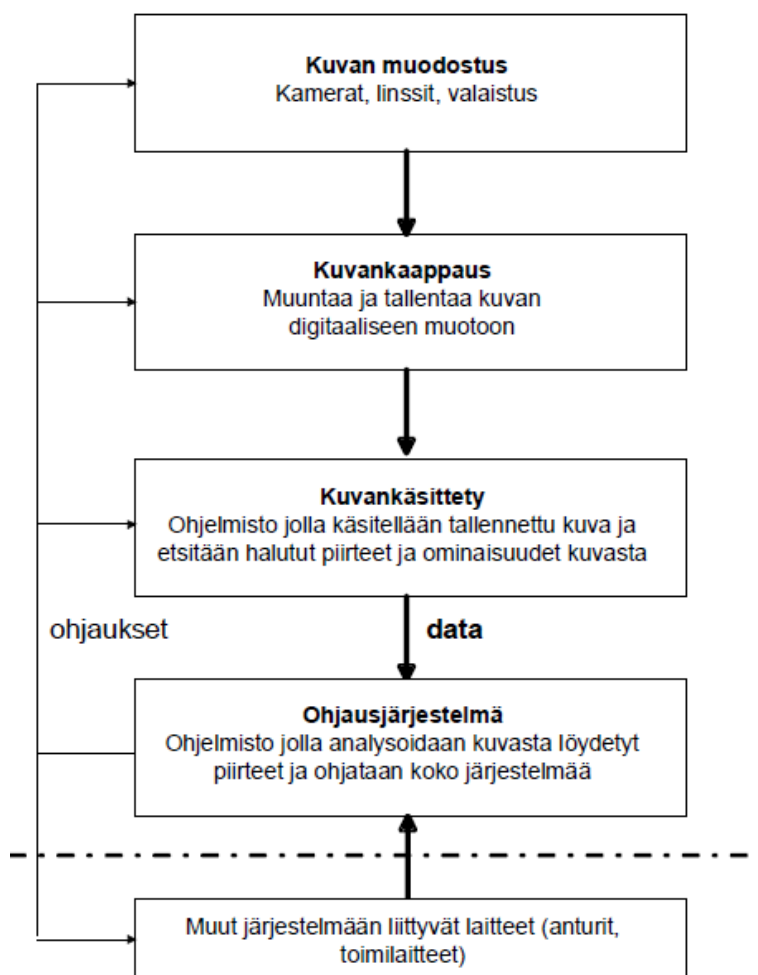 Kuvan muodostus
Kamerat, linssit, valaistus
Kuvankaappaus
Muuntaa ja tallentaa kuvan
digitaaliseen muotoon
Kuvankäsittety
Ohjelmisto jolla käsitellään tallennettu kuva ja
etsitään halutut piirteet ja ominaisuudet kuvasta
ohjaukset
data
Ohjausjärjestelmä
Ohjelmisto jolla analysoidaan kuvasta löydetyt
piirteet ja ohjataan koko järjestelmää
Muut järjestelmään liittyvät laitteet (anturit,
toimilaitteet)